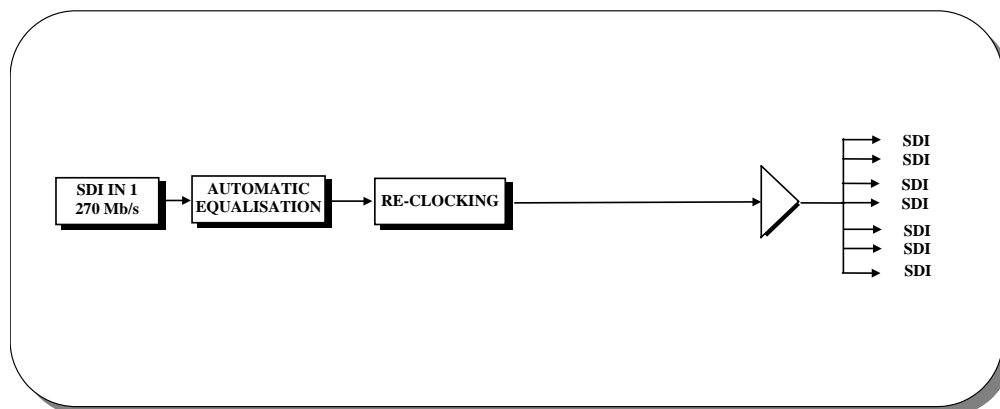 SDI IN 1
270 Mb/s
AUTOMATIC
EQUALISATION
RE-CLOCKING
SDI
SDI
SDI
SDI
SDI
SDI
SDI